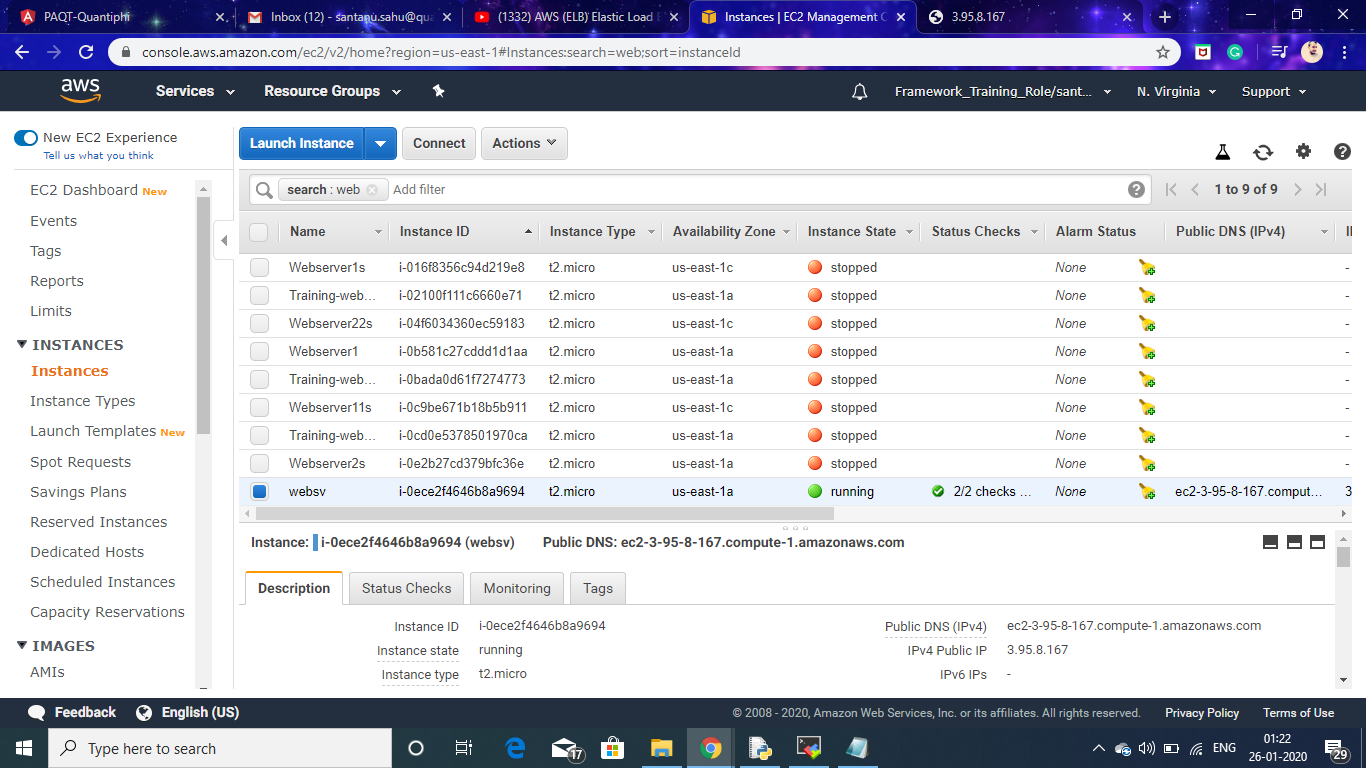 PAQT-Quantiphi
Inbox (12) - santanu.sahu@qua
(1332) AWS (ELB) Elastic Load B
Instances | EC2 Management C
3.95.8.167
console.aws.amazon.com/ec2/v2/home?region=us-east-1#Instances:search=web;sort=instanceId
aws
Services
Resource Groups
Framework_Training_Role/sant...
N. Virginia
Support
New EC2 Experience
Tell us what you think
Launch Instance
Connect
Actions
search : web
Add filter
1 to 9 of 9
EC2 Dashboard New
Events
Tags
Reports
Limits
INSTANCES
Instances
Instance Types
Launch Templates New
Spot Requests
Savings Plans
Reserved Instances
Dedicated Hosts
Scheduled Instances
Capacity Reservations
IMAGES
AMIs
Name Instance ID Instance Type Availability Zone Instance State Status Checks Alarm Status Public DNS (IPv4)
Webserver1s i-016f8356c94d219e8 t2.micro us-east-1c stopped None -
Training-web... i-02100f111c6660e71 t2.micro us-east-1a stopped None -
Webserver22s i-04f6034360ec59183 t2.micro us-east-1c stopped None -
Webserver1 i-0b581c27cddd1d1aa t2.micro us-east-1a stopped None -
Training-web... i-0bada0d61f7274773 t2.micro us-east-1a stopped None -
Webserver11s i-0c9be671b18b5b911 t2.micro us-east-1c stopped None -
Training-web... i-0cd0e5378501970ca t2.micro us-east-1a stopped None -
Webserver2s i-0e2b27cd379bfc36e t2.micro us-east-1a stopped None -
websv i-0ece2f4646b8a9694 t2.micro us-east-1a running 2/2 checks ... None ec2-3-95-8-167.comput... 3
Instance: i-0ece2f4646b8a9694 (websv) Public DNS: ec2-3-95-8-167.compute-1.amazonaws.com
Description
Status Checks
Monitoring
Tags
Instance ID i-0ece2f4646b8a9694
Public DNS (IPv4) ec2-3-95-8-167.compute-1.amazonaws.com
Instance state running
IPv4 Public IP 3.95.8.167
Instance type t2.micro
IPv6 IPs -
Feedback
English (US)
© 2008 - 2020, Amazon Web Services, Inc. or its affiliates. All rights reserved.
Privacy Policy
Terms of Use
Type here to search
17
ENG
01:22
26-01-2020
29